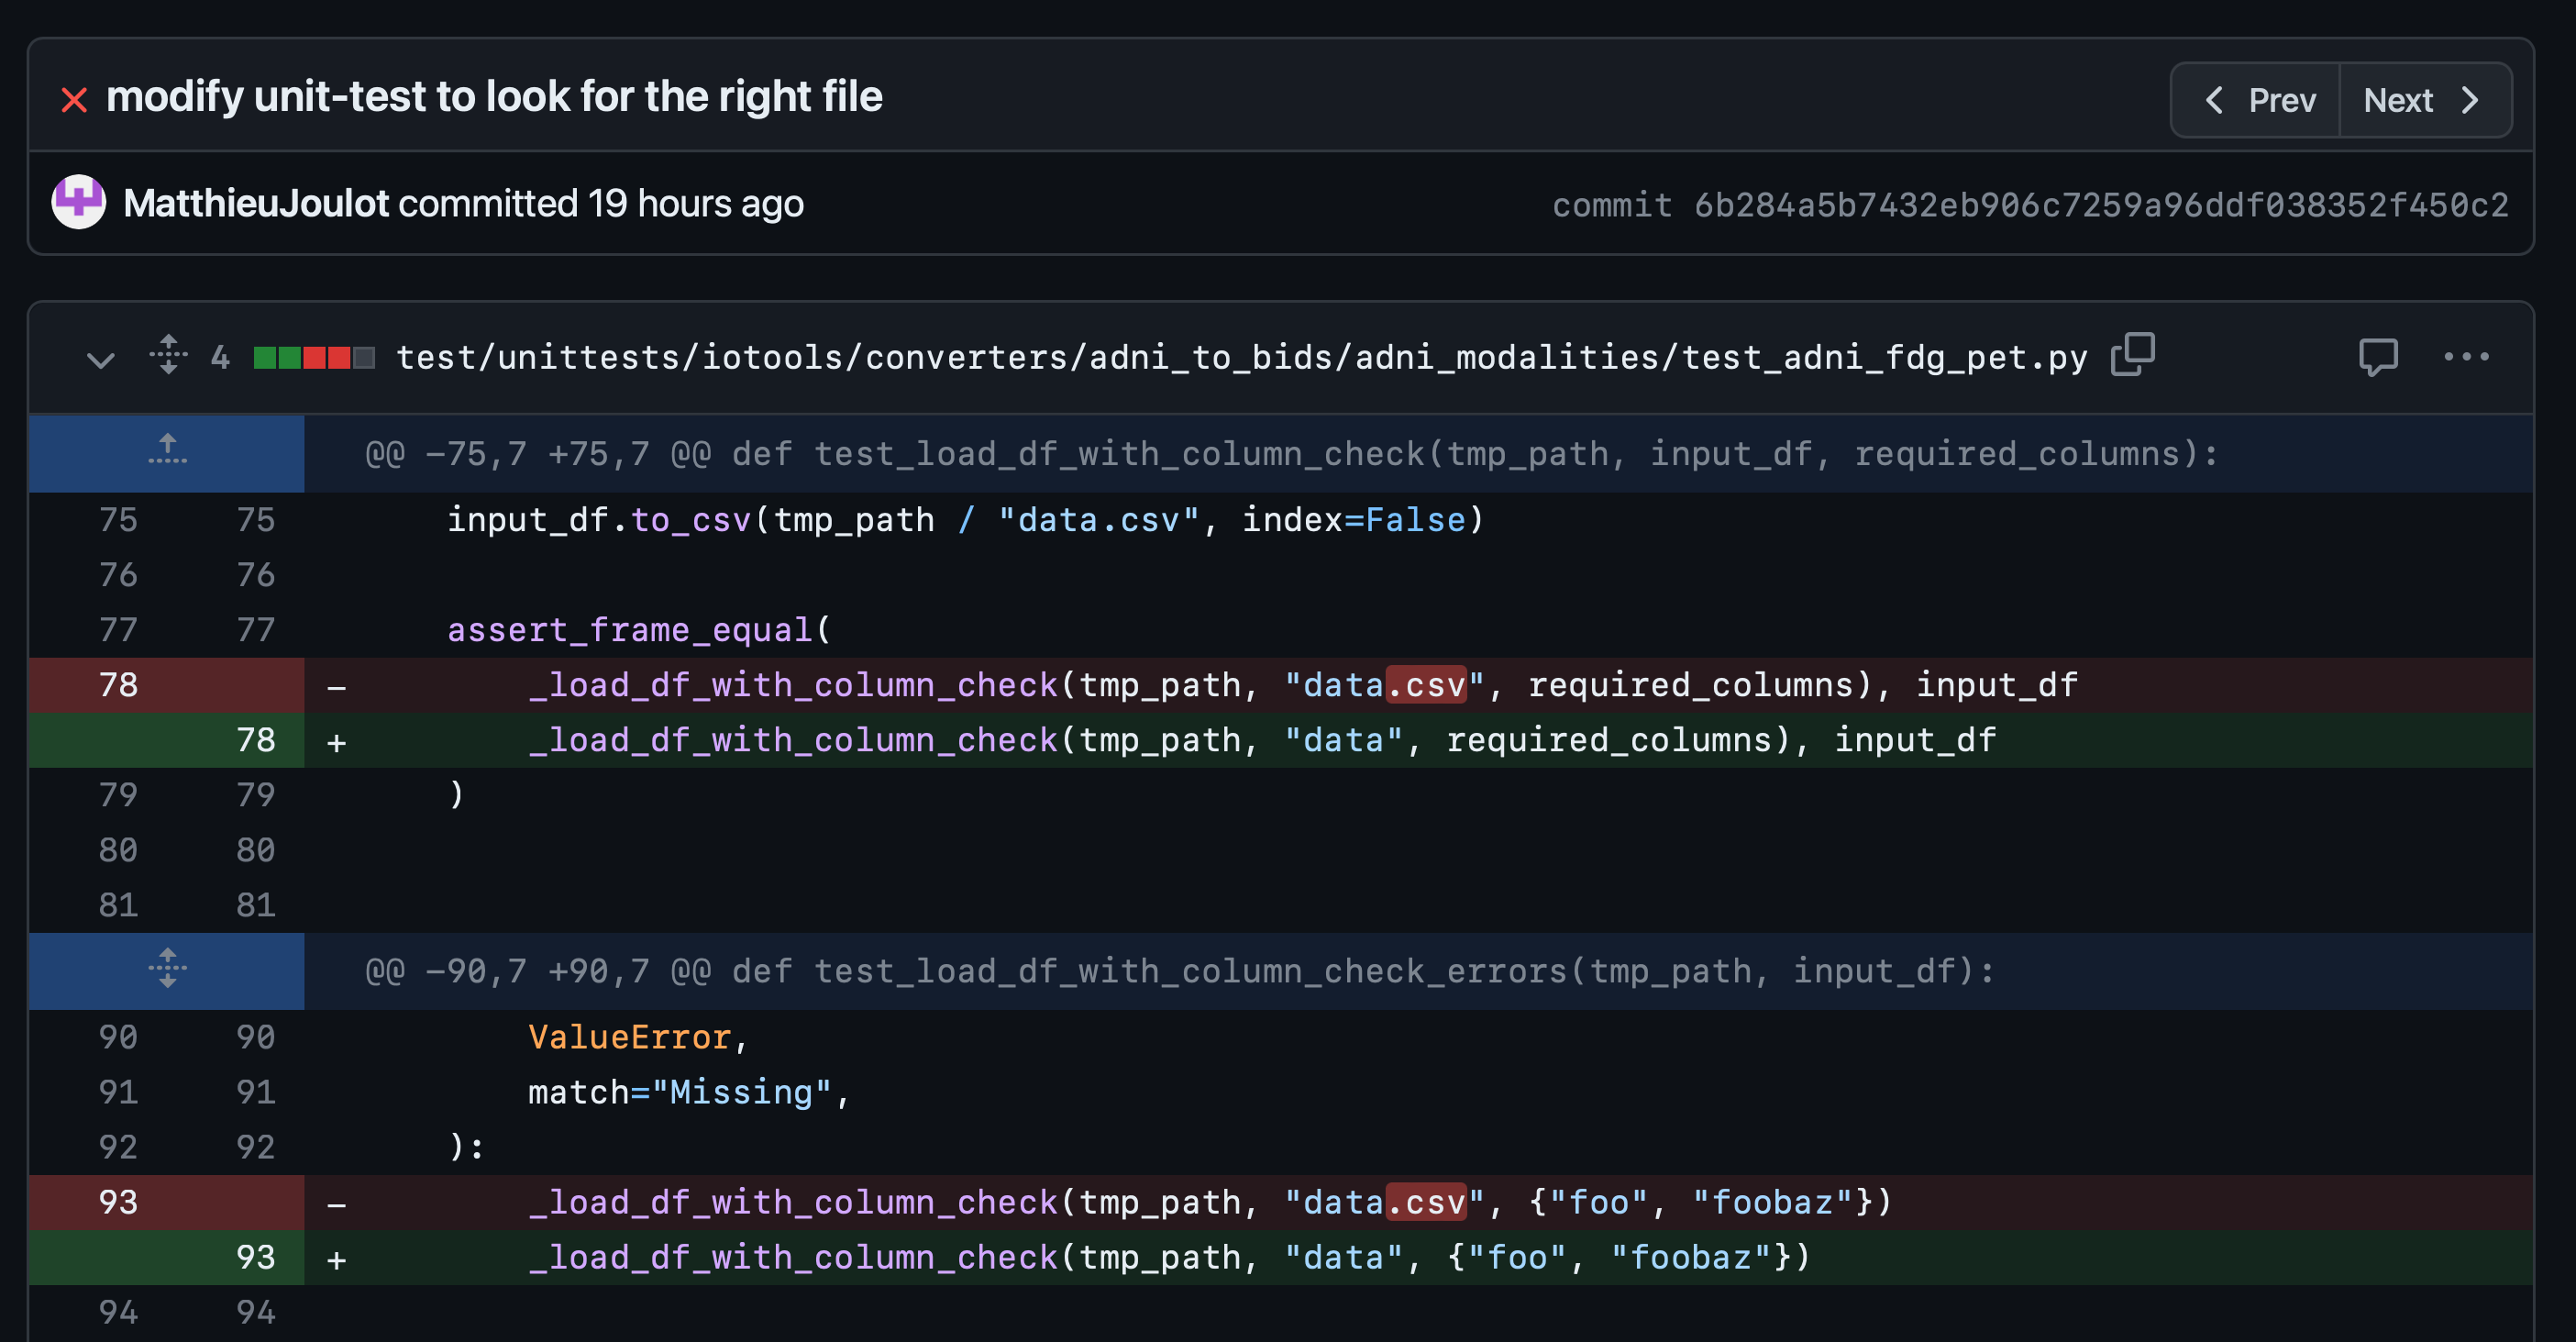 modify unit-test to look for the right file
Prev
Next
MatthieuJoulot committed 19 hours ago
commit 6b284a5b7432eb906c7259a96ddf038352f450c2
4 test/unittests/iotools/converters/adni_to_bids/adni_modalities/test_adni_fdg_pet.py
@@ -75,7 +75,7 @@ def test_load_df_with_column_check(tmp_path, input_df, required_columns):
75 75 input_df.to_csv(tmp_path / "data.csv", index=False)
76 76
77 77 assert_frame_equal(
78 - _load_df_with_column_check(tmp_path, "data.csv", required_columns), input_df
78 + _load_df_with_column_check(tmp_path, "data", required_columns), input_df
79 79 )
80 80
81 81
@@ -90,7 +90,7 @@ def test_load_df_with_column_check_errors(tmp_path, input_df):
90 90 ValueError,
91 91 match="Missing",
92 92 ):
93 - _load_df_with_column_check(tmp_path, "data.csv", {"foo", "foobaz"})
93 + _load_df_with_column_check(tmp_path, "data", {"foo", "foobaz"})
94 94